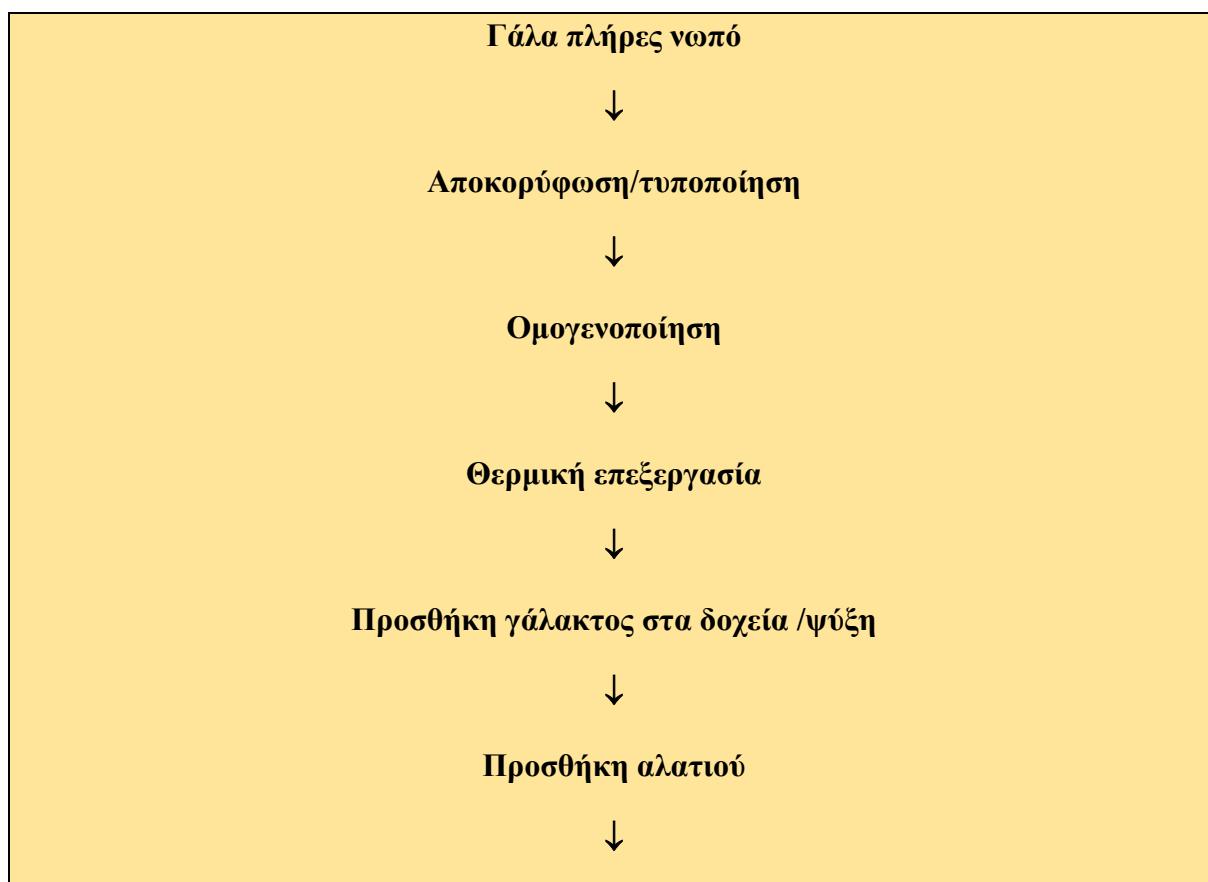 Γάλα πλήρες νωπό
↓
Αποκορύφωση/τυποποίηση
↓
Ομογενοποίηση
↓
Θερμική επεξεργασία
↓
Προσθήκη γάλακτος στα δοχεία /ψύξη
↓
Προσθήκη αλατιού
↓